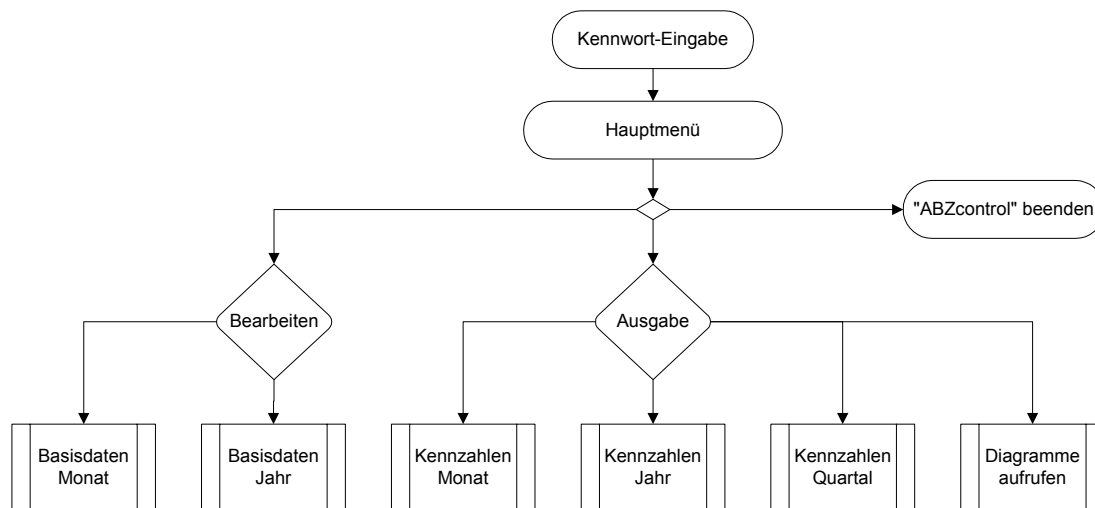 Kennwort-Eingabe
Hauptmenü
"ABZcontrol" beenden
Bearbeiten
Ausgabe
Basisdaten
Monat
Basisdaten
Jahr
Kennzahlen
Monat
Kennzahlen
Jahr
Kennzahlen
Quartal
Diagramme
aufrufen